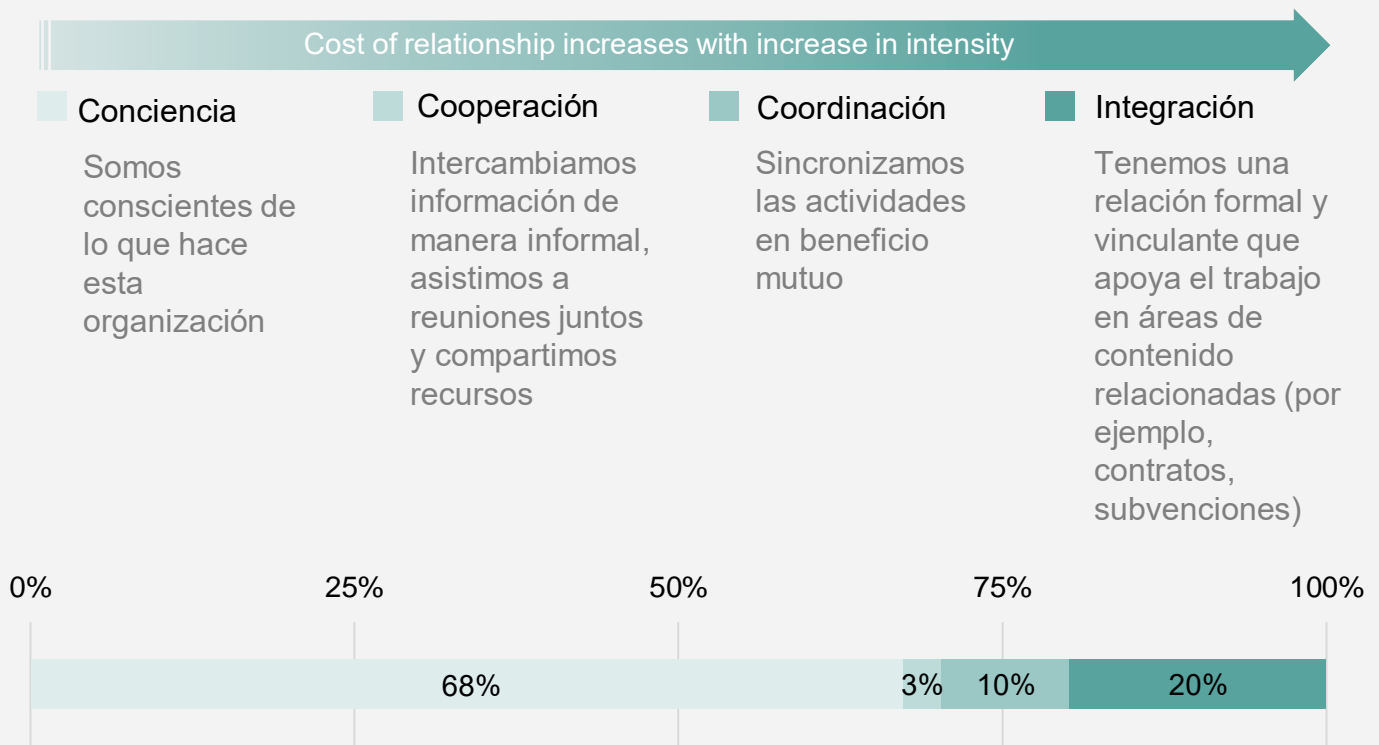 Cost of relationship increases with increase in intensity
Conciencia
Somos
conscientes de
lo que hace
esta
organización
Cooperación
Intercambiamos
información de
manera informal,
asistimos a
reuniones juntos
y compartimos
recursos
Coordinación
Sincronizamos
las actividades
en beneficio
mutuo
Integración
Tenemos una
relación formal y
vinculante que
apoya el trabajo
en áreas de
contenido
relacionadas (por
ejemplo,
contratos,
subvenciones)
0% 25% 50% 75% 100%
68% 3% 10% 20%